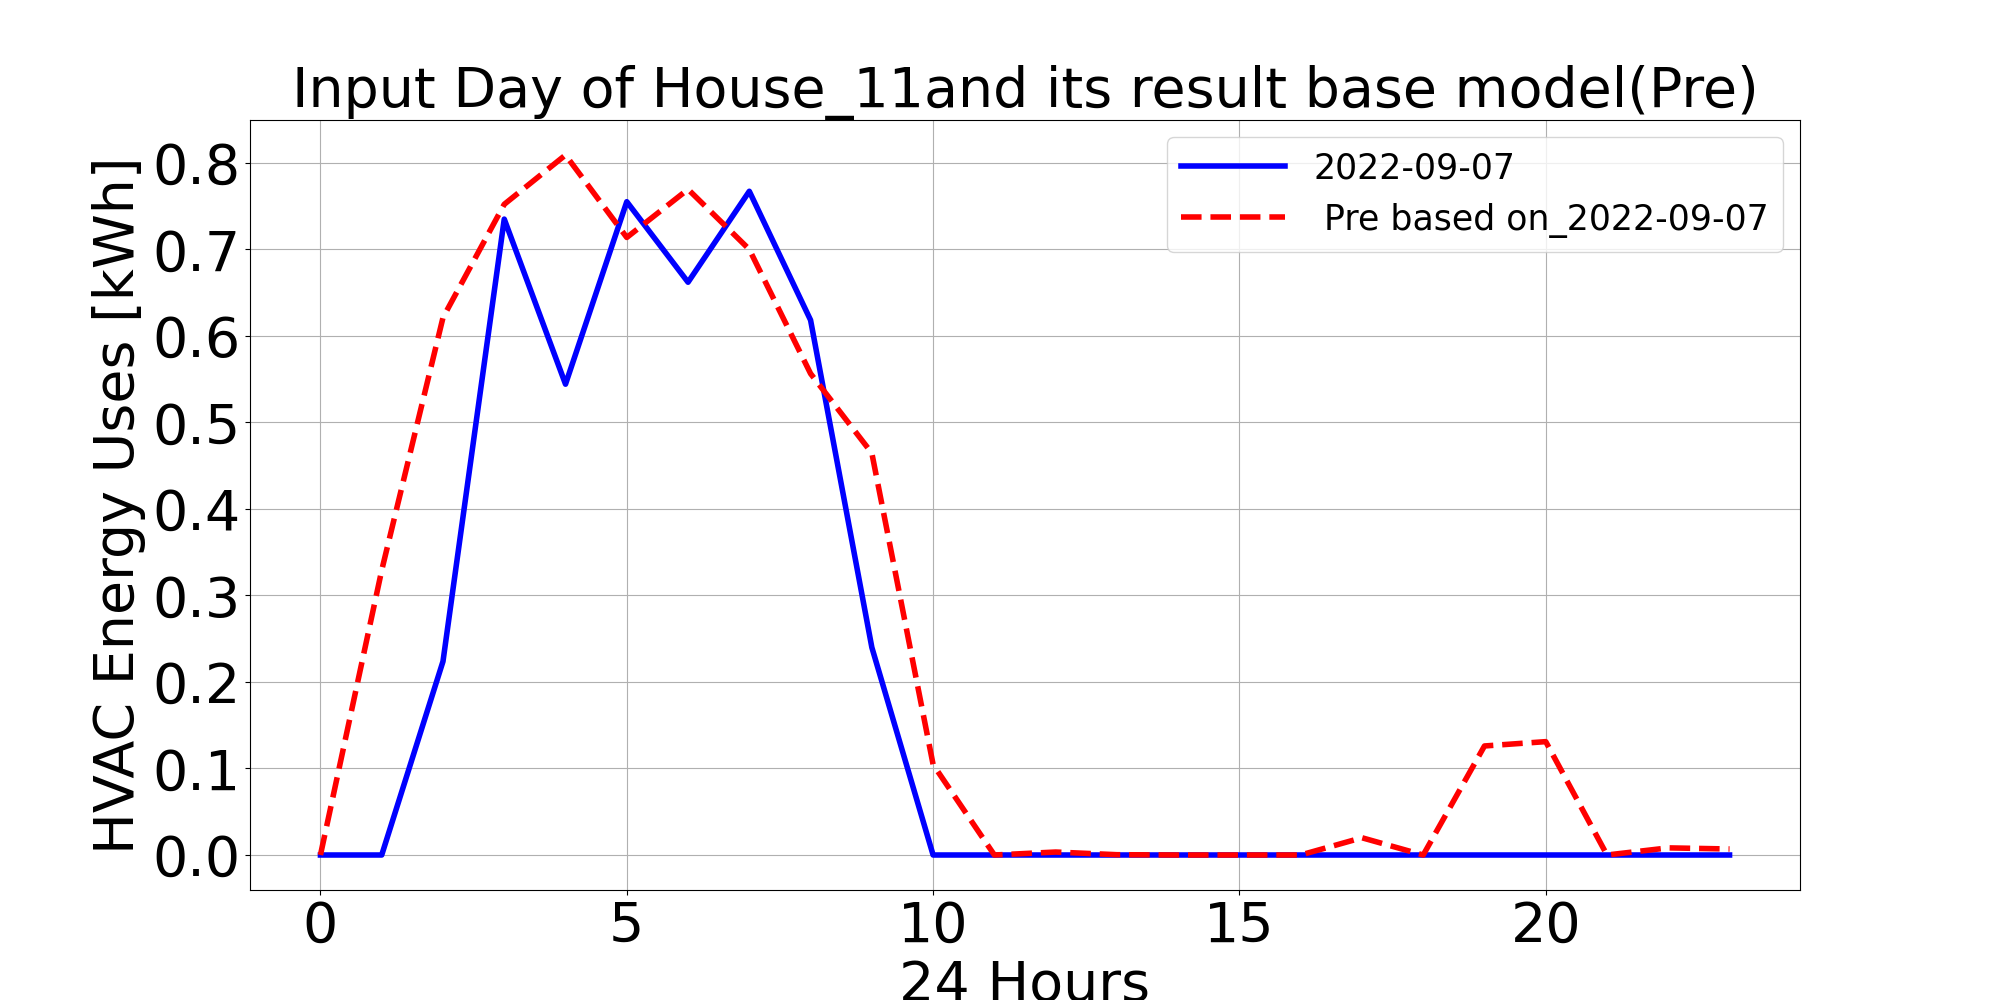 Input Day of House_11and its result base model(Pre)
HVAC Energy Uses [kWh]
0.8
0.7
0.6
0.5
0.4
0.3
0.2
0.1
0.0
2022-09-07
Pre based on_2022-09-07
0 5 10 15 20
24 Hours